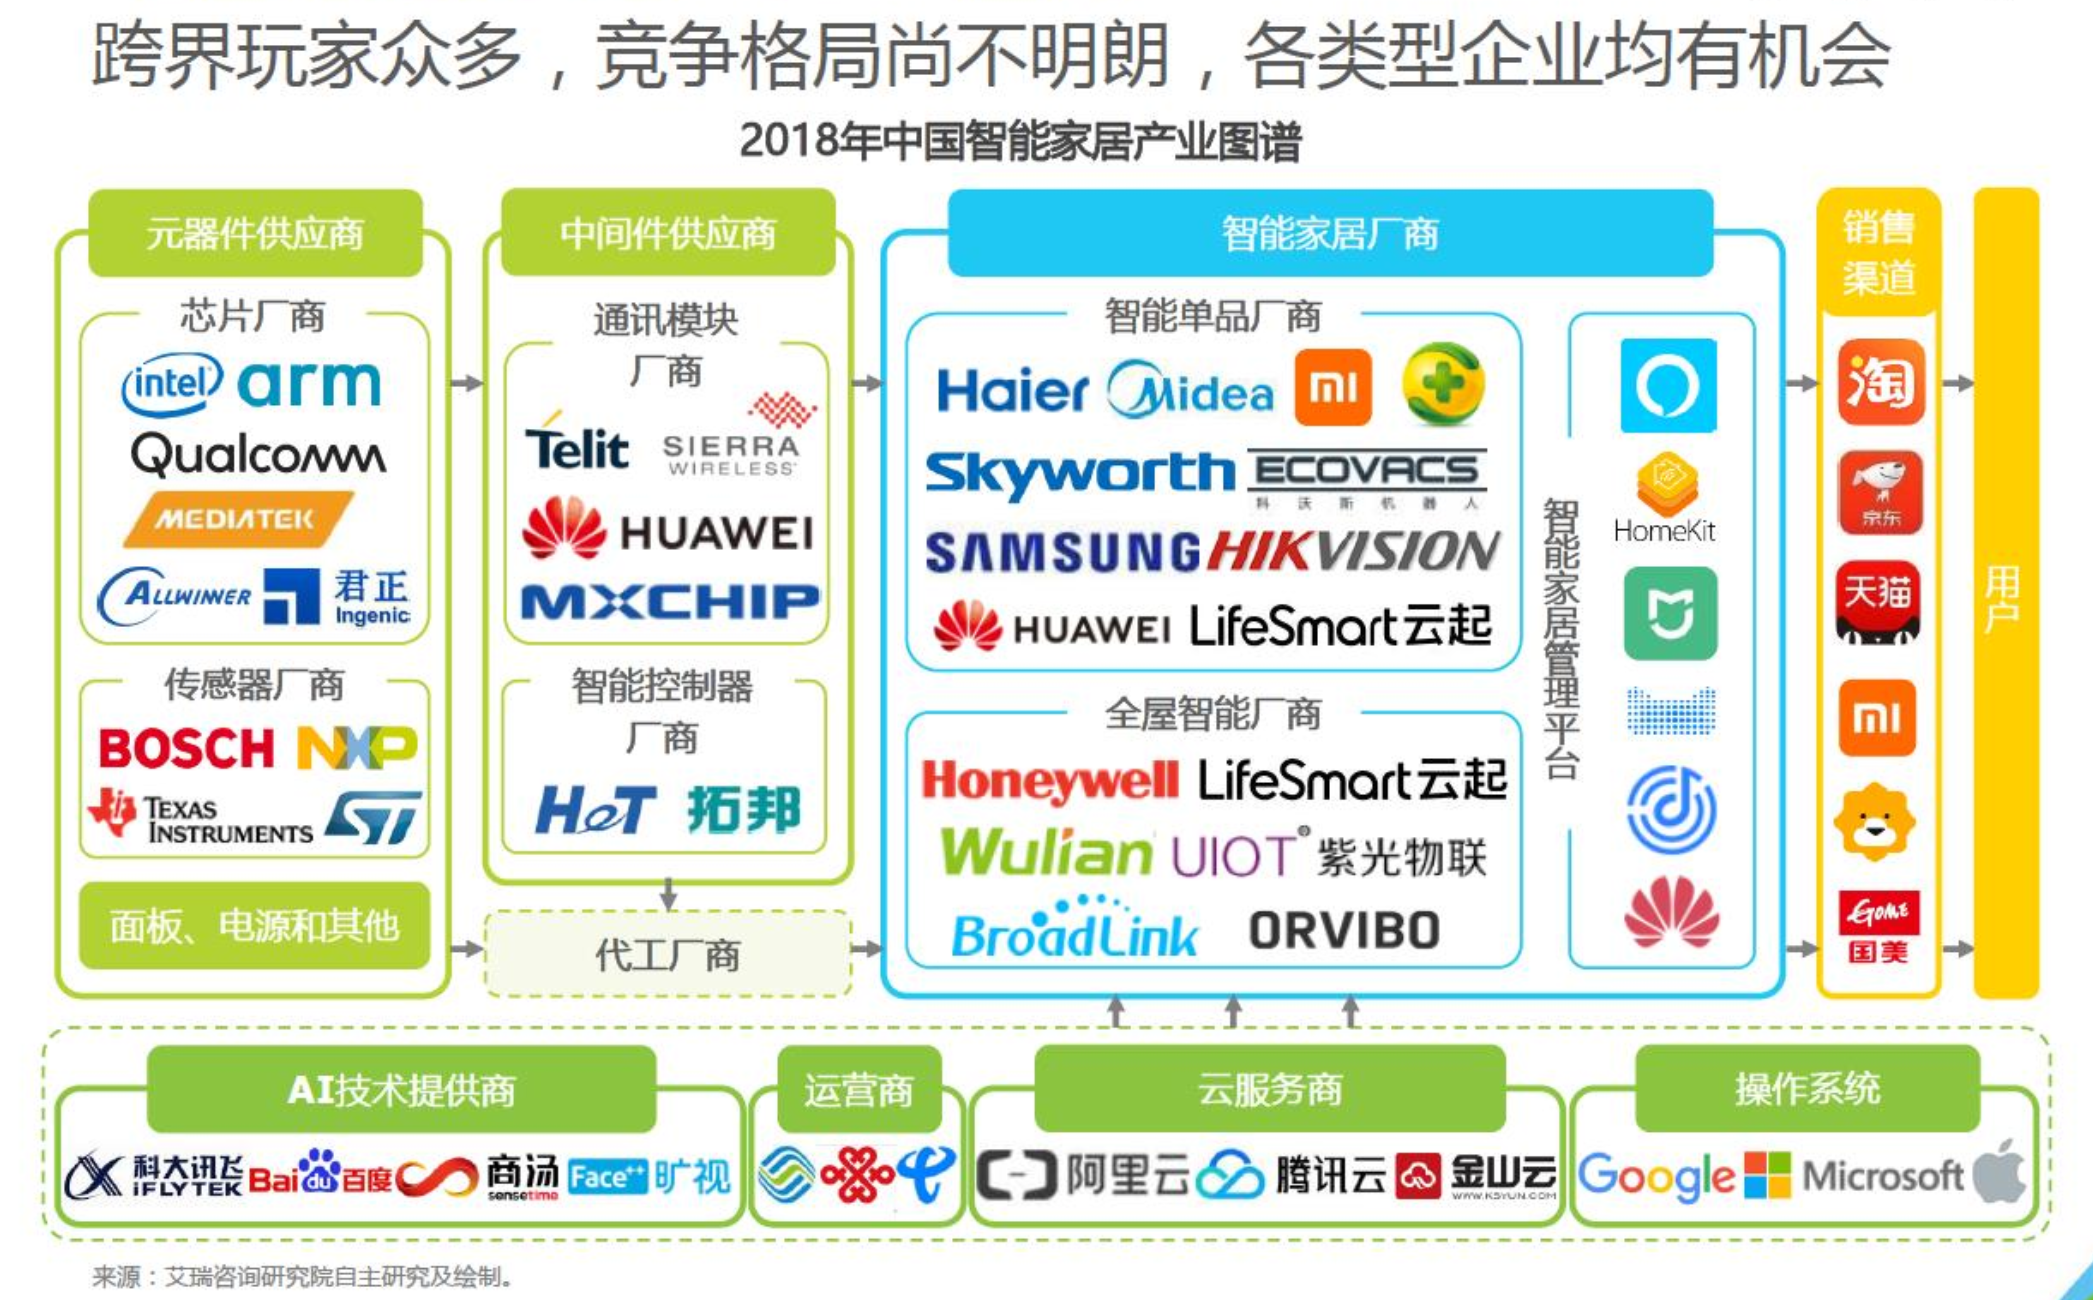 跨界玩家众多，竞争格局尚不明朗，各类型企业均有机会
2018年中国智能家居产业图谱
元器件供应商
芯片厂商
intel arm
Qualcomm
MEDIATEK
ALLWINNER 君正
Ingenic
传感器厂商
BOSCH NXP
TEXAS
INSTRUMENTS ST
面板、电源和其他
中间件供应商
通讯模块
厂商
Telit SIERRA
WIRELESS
HUAWEI
MXCHIP
智能控制器
厂商
H&T 拓邦
代工厂商
智能家居厂商
智能单品厂商
Haier Midea MI
Skyworth ECOVACS
科沃斯机器人
SAMSUNG HIKVISION
HUAWEI LifeSmart云起
全屋智能厂商
Honeywell LifeSmart云起
Wulian UIOT® 紫光物联
BroadLink ORVIBO
智能家居管理平台
HomeKit
销售
渠道
淘
京东
天猫
MI
GOME
国美
用户
AI技术提供商
科大讯飞
iFLYTEK Baidu百度 商汤
sensetime Face++ 旷视
运营商
云服务商
阿里云 腾讯云 金山云
WWW.KSYUN.COM
操作系统
Google Microsoft
来源：艾瑞咨询研究院自主研究及绘制。